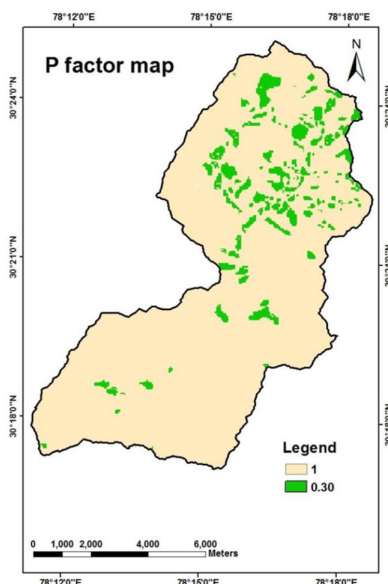 78°12'0"E 78°15'0"E 78°18'0"E
P factor map
N
30°24'0"N
30°21'0"N
30°18'0"N
Legend
1
0.30
0 1,000 2,000 4,000 6,000
Meters
78°12'0"E 78°15'0"E 78°18'0"E